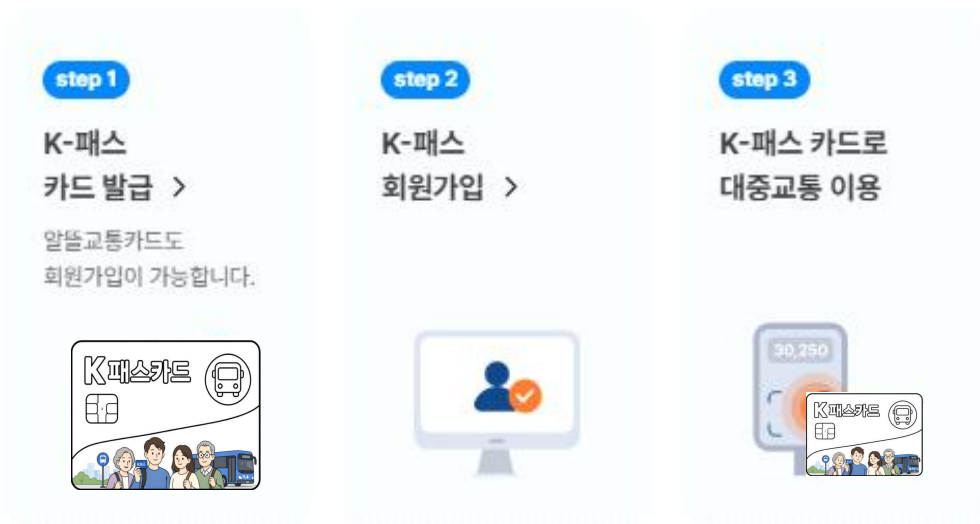 step 1
K-패스
카드 발급 >
알뜰교통카드도
회원가입이 가능합니다.
K패스카드
step 2
K-패스
회원가입 >
step 3
K-패스 카드로
대중교통 이용
30,250
K패스카드